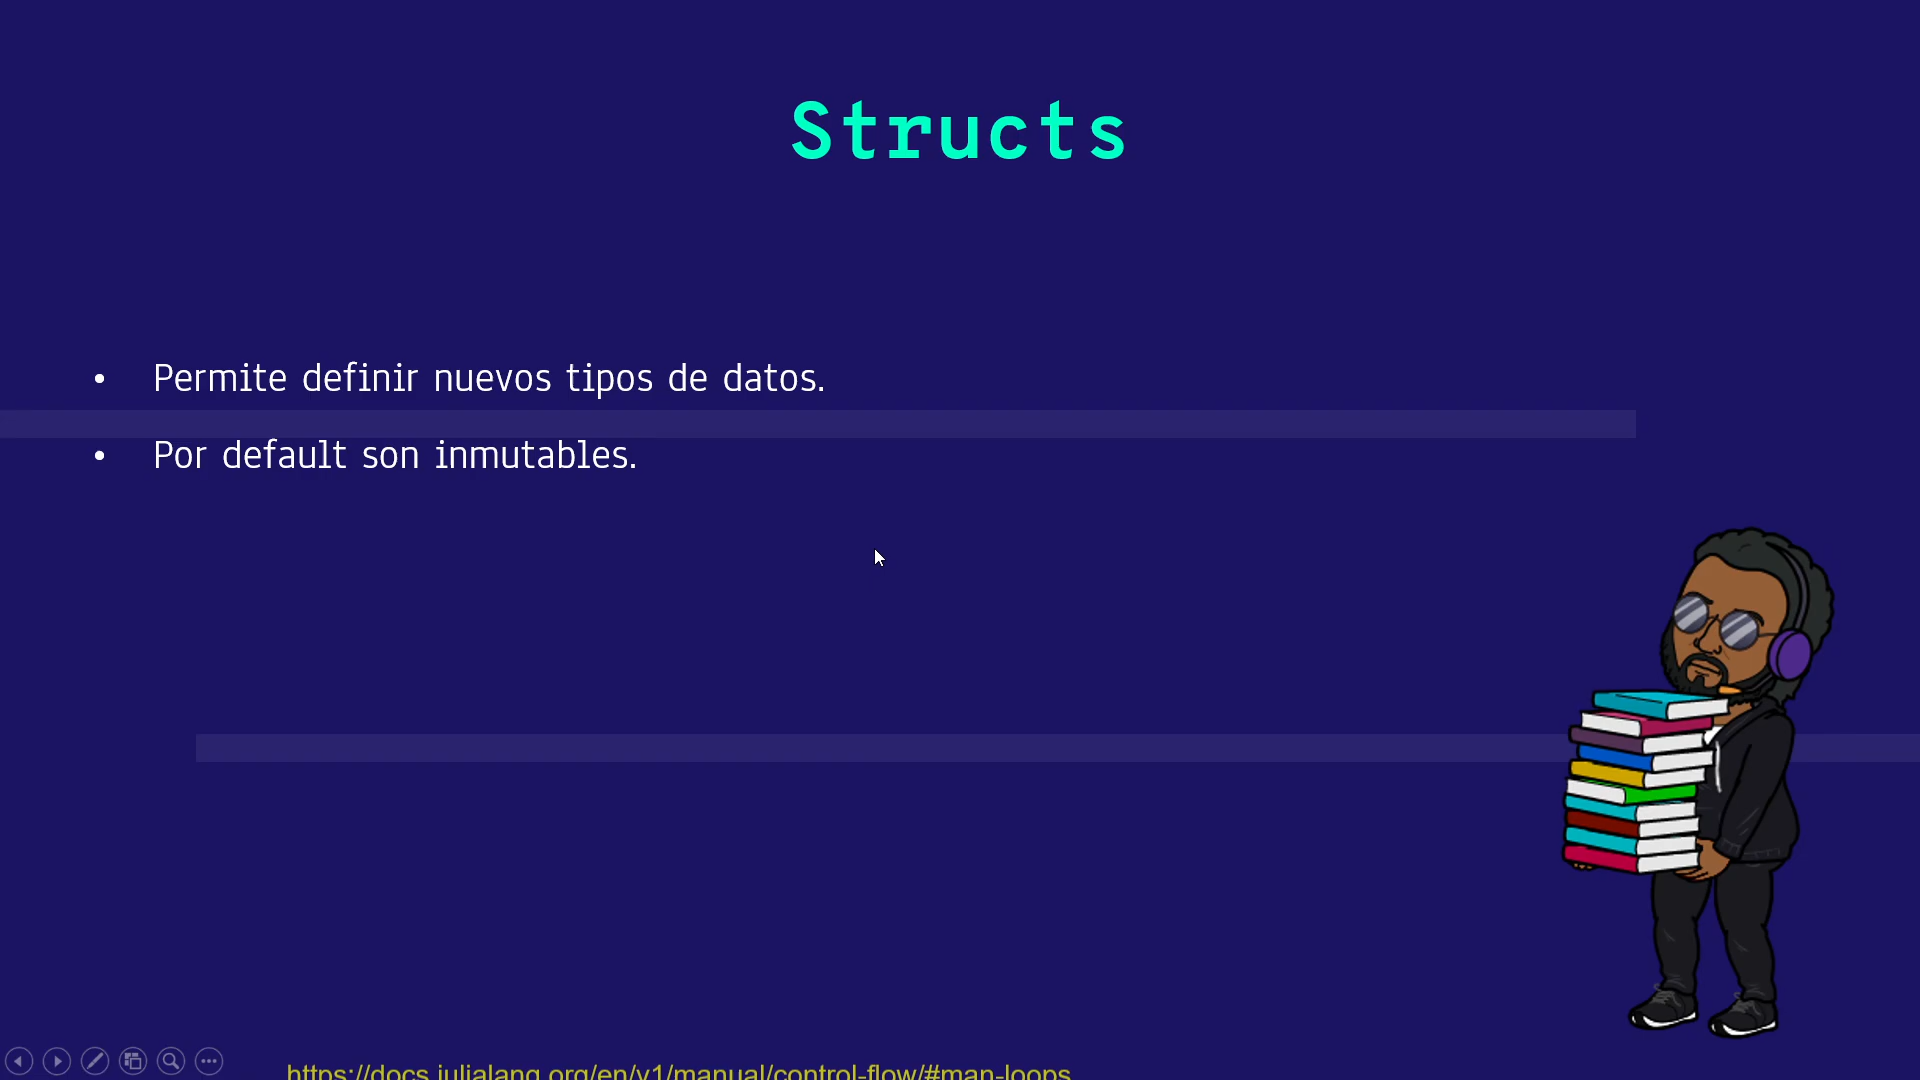 Structs
• Permite definir nuevos tipos de datos.
• Por default son inmutables.
https://docs.julialang.org/en/v1/manual/control-flow/#man-loops